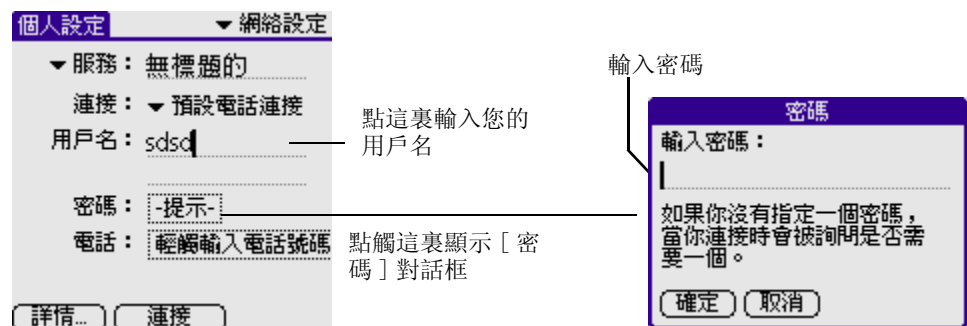 個人設定 ▼ 網絡設定
▼ 服務： 無標題的
連接： ▼ 預設電話連接
用戶名： sdsd
密碼： -提示-
電話： 輕觸輸入電話號碼
詳情... 連接
點這裏輸入您的
用戶名
點觸這裏顯示［密
碼］對話框
輸入密碼
密碼
輸入密碼：
如果你沒有指定一個密碼，
當你連接時會被詢問是否需
要一個。
確定 取消